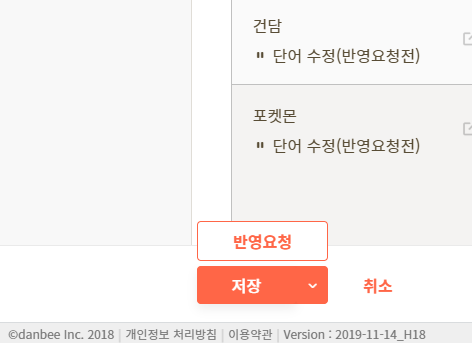 건담
" 단어 수정(반영요청전)
포켓몬
" 단어 수정(반영요청전)
반영요청
저장
취소
©danbee Inc. 2018 | 개인정보 처리방침 | 이용약관 | Version : 2019-11-14_H18